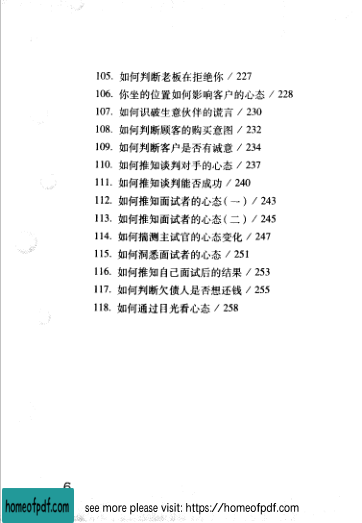 105. 如何判断老板在拒绝你 / 227
106. 你坐的位置如何影响客户的心态 / 228
107. 如何识破生意伙伴的谎言 / 230
108. 如何判断顾客的购买意图 / 232
109. 如何判断客户是否有诚意 / 234
110. 如何推知谈判对手的心态 / 237
111. 如何推知谈判能否成功 / 240
112. 如何推知面试者的心态(一) / 243
113. 如何推知面试者的心态(二) / 245
114. 如何揣测主试官的心态变化 / 247
115. 如何洞悉面试者的心态 / 251
116. 如何推知自己面试后的结果 / 253
117. 如何判断欠债人是否想还钱 / 255
118. 如何通过目光看心态 / 258
6
homeofpdf.com see more please visit: https://homeofpdf.com